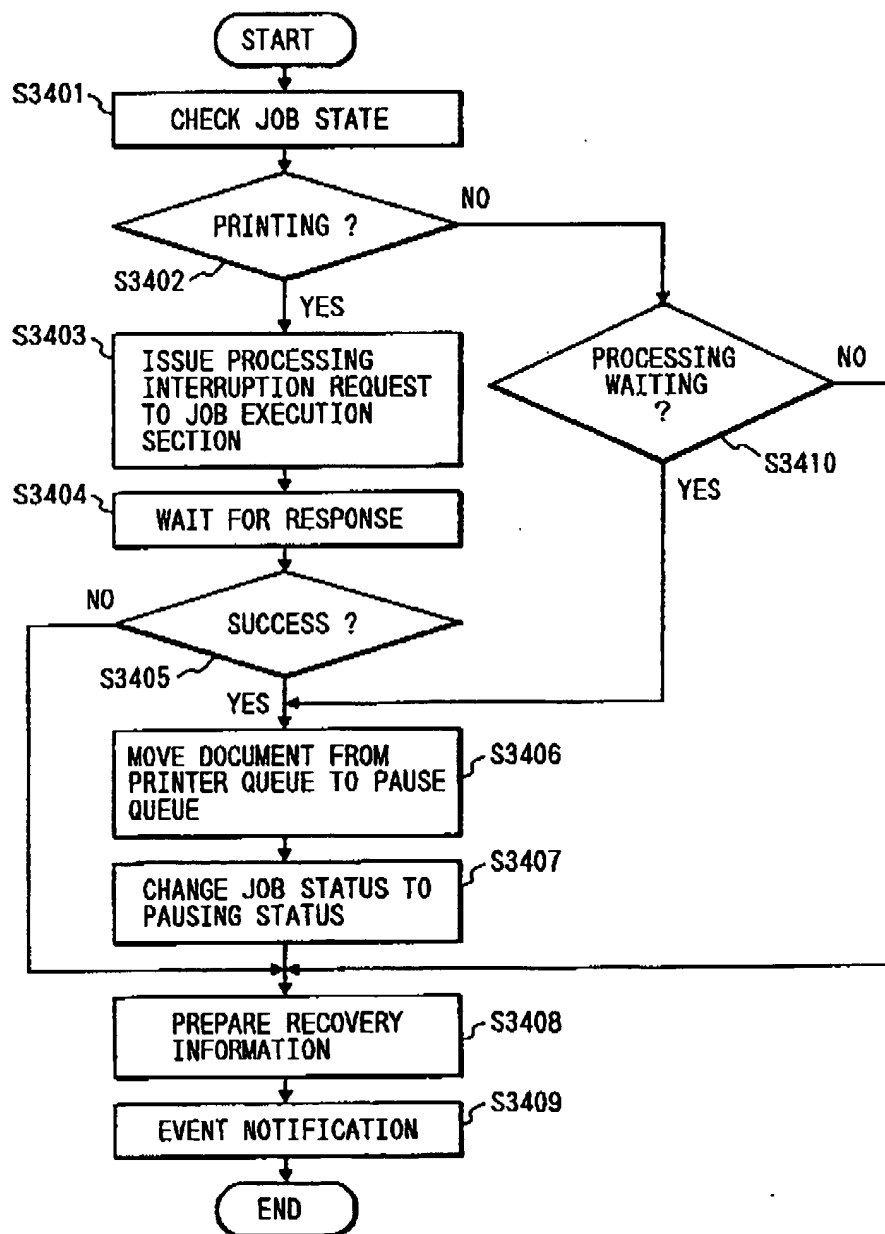 START
S3401
CHECK JOB STATE
NO
PRINTING ?
S3402
YES
S3403
ISSUE PROCESSING
INTERRUPTION REQUEST
TO JOB EXECUTION
SECTION
PROCESSING
WAITING
?
NO
S3410
YES
S3404
WAIT FOR RESPONSE
NO
SUCCESS ?
S3405
YES
MOVE DOCUMENT FROM
PRINTER QUEUE TO PAUSE
QUEUE
S3406
S3407
CHANGE JOB STATUS TO
PAUSING STATUS
PREPARE RECOVERY
INFORMATION
S3408
S3409
EVENT NOTIFICATION
END